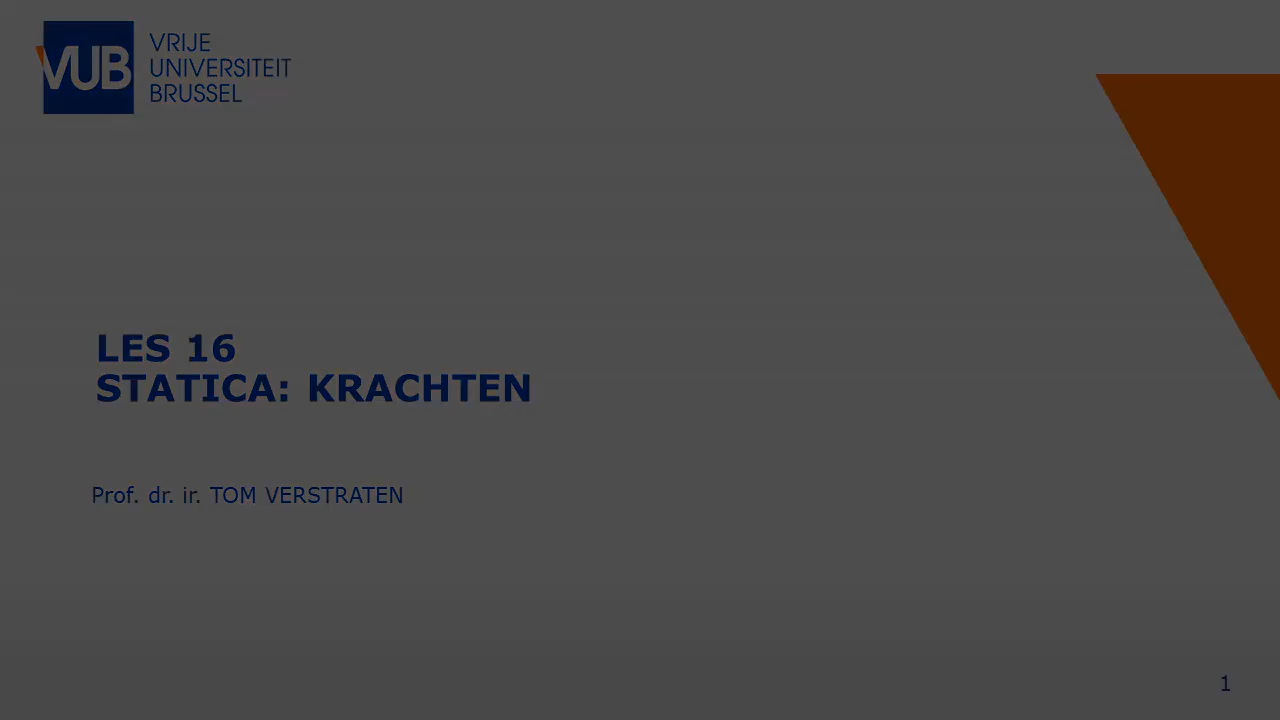 VUB
VRIJE
UNIVERSITEIT
BRUSSEL
LES 16
STATICA: KRACHTEN
Prof. dr. ir. TOM VERSTRATEN
1